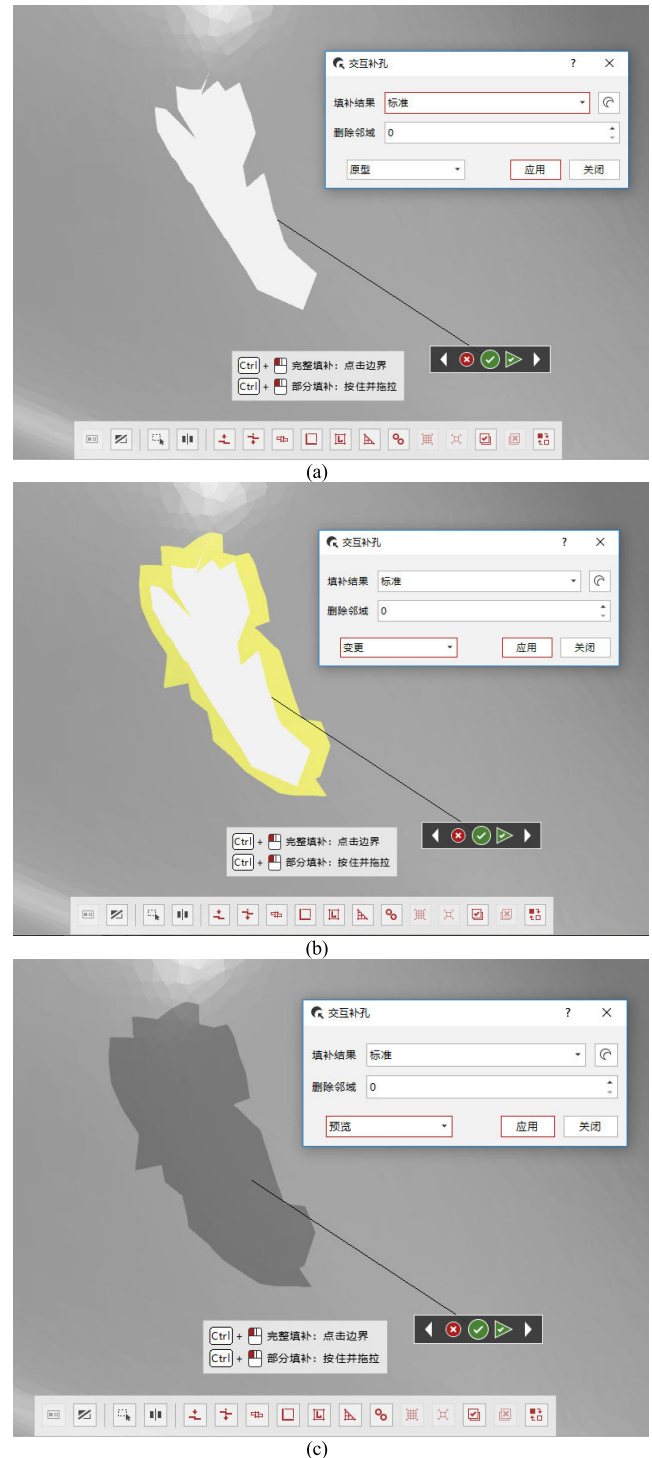 交互补孔 ?
填补结果 标准
删除邻域 0
原型 应用 关闭
Ctrl + 完整填补：点击边界
Ctrl + 部分填补：按住并拖拉
(a)
交互补孔 ?
填补结果 标准
删除邻域 0
变更 应用 关闭
Ctrl + 完整填补：点击边界
Ctrl + 部分填补：按住并拖拉
(b)
交互补孔 ?
填补结果 标准
删除邻域 0
预览 应用 关闭
Ctrl + 完整填补：点击边界
Ctrl + 部分填补：按住并拖拉
(c)